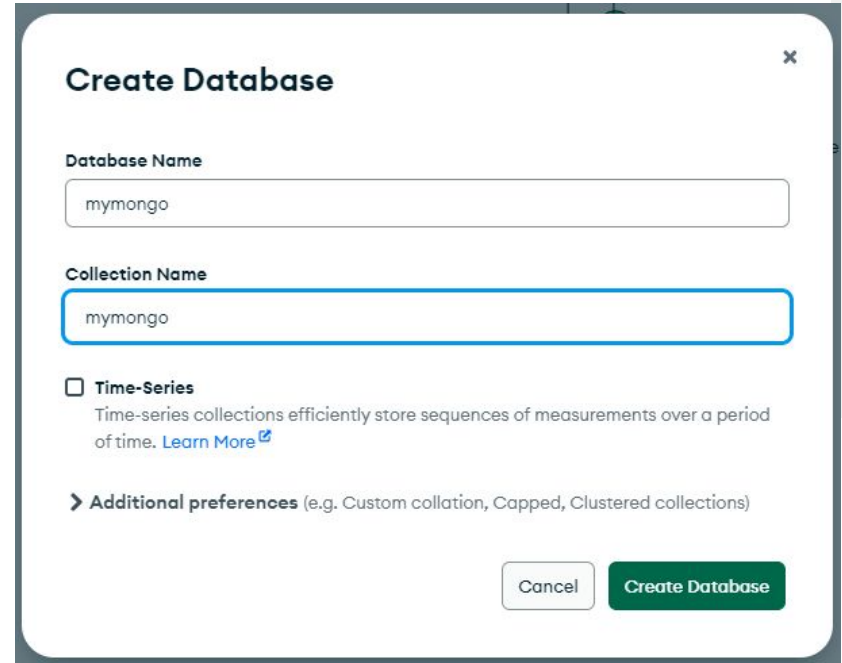 Create Database
Database Name
mymongo
Collection Name
mymongo
Time-Series
Time-series collections efficiently store sequences of measurements over a period
of time. Learn More
Additional preferences (e.g. Custom collation, Capped, Clustered collections)
Cancel
Create Database